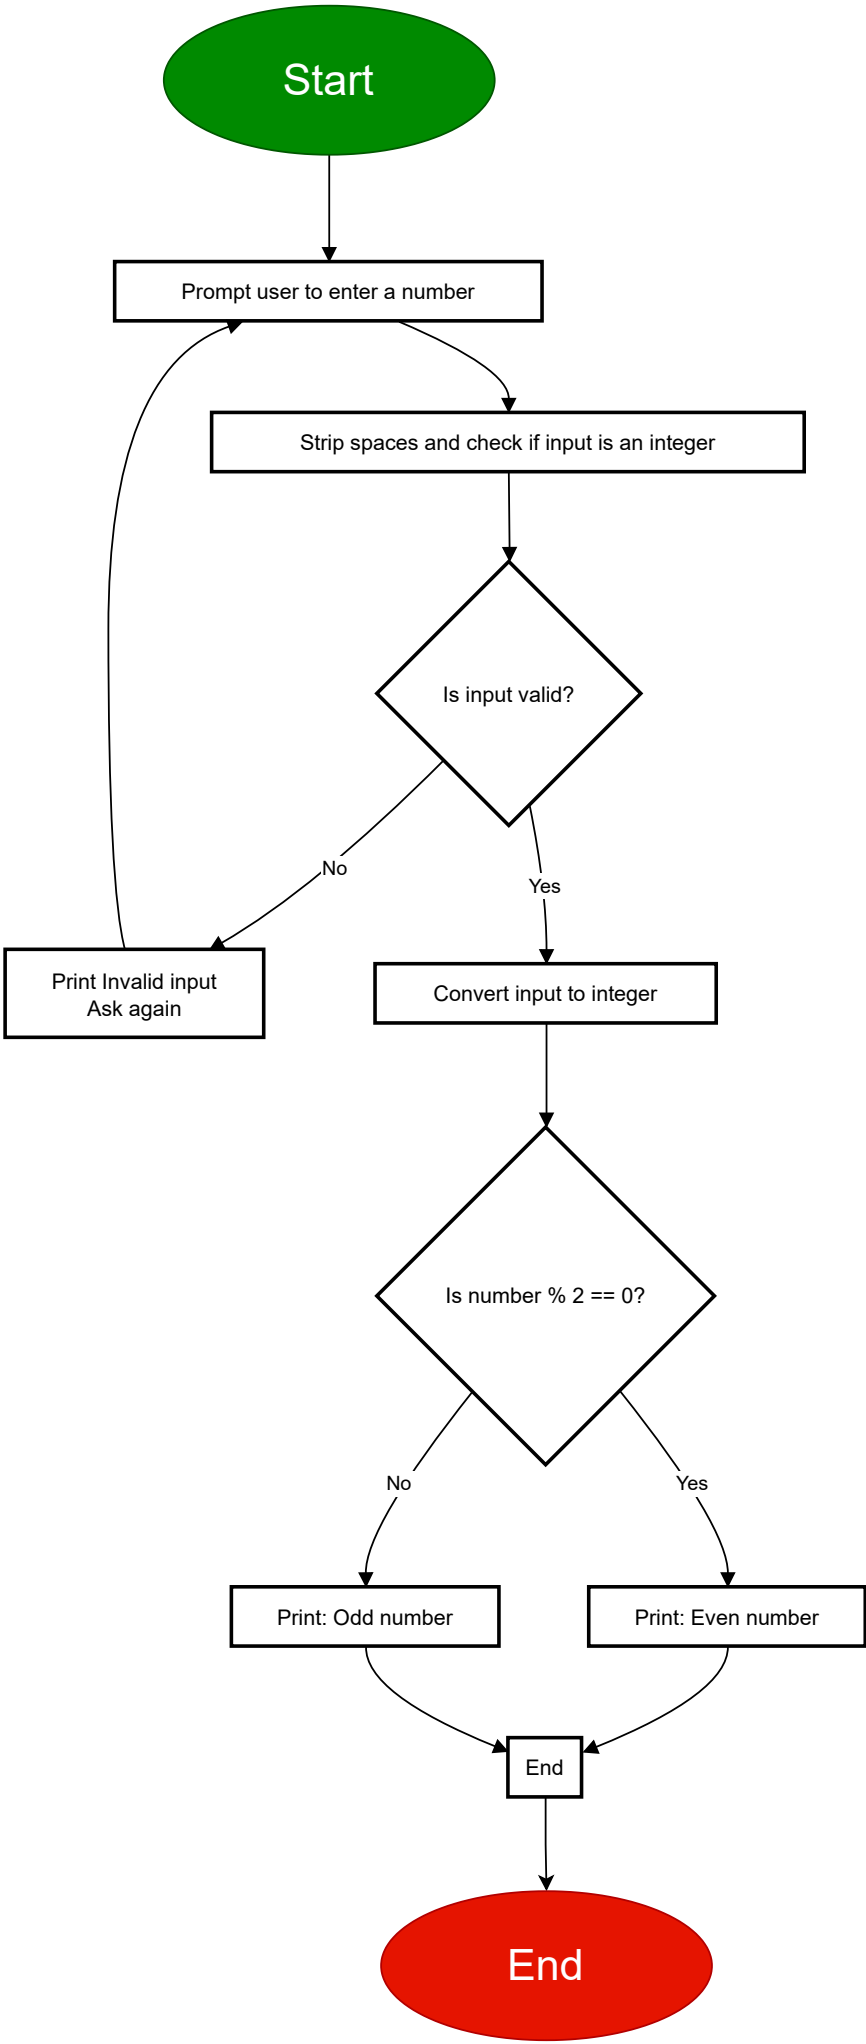 Start
Prompt user to enter a number
Strip spaces and check if input is an integer
Is input valid?
No
Yes
Print Invalid input
Ask again
Convert input to integer
Is number % 2 == 0?
No
Yes
Print: Odd number
Print: Even number
End
End